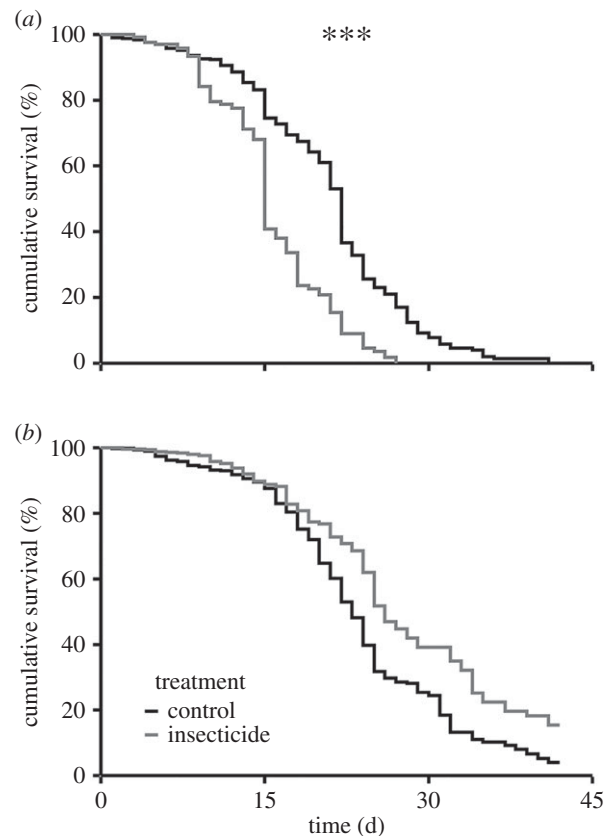 (a)
***
100
80
60
40
20
0
cumulative survival (%)
(b)
100
80
60
40
20
0
cumulative survival (%)
treatment
control
insecticide
0 15 30 45
time (d)